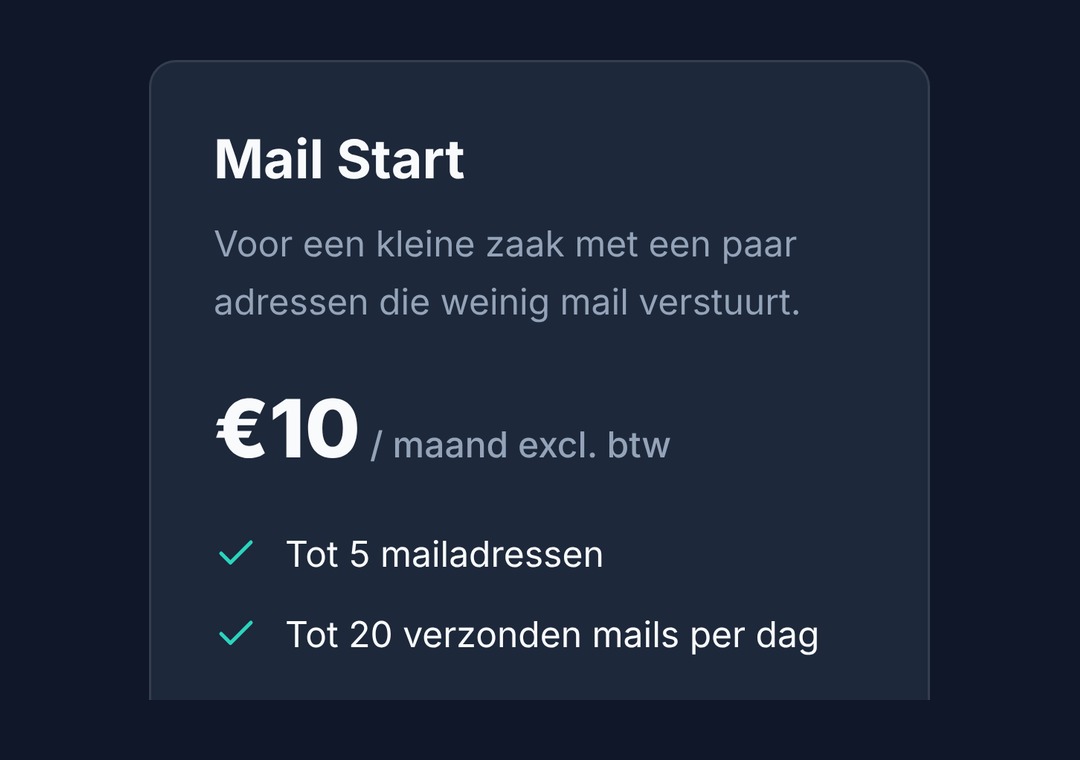 Mail Start
Voor een kleine zaak met een paar
adressen die weinig mail verstuurt.
€10 / maand excl. btw
Tot 5 mailadressen
Tot 20 verzonden mails per dag